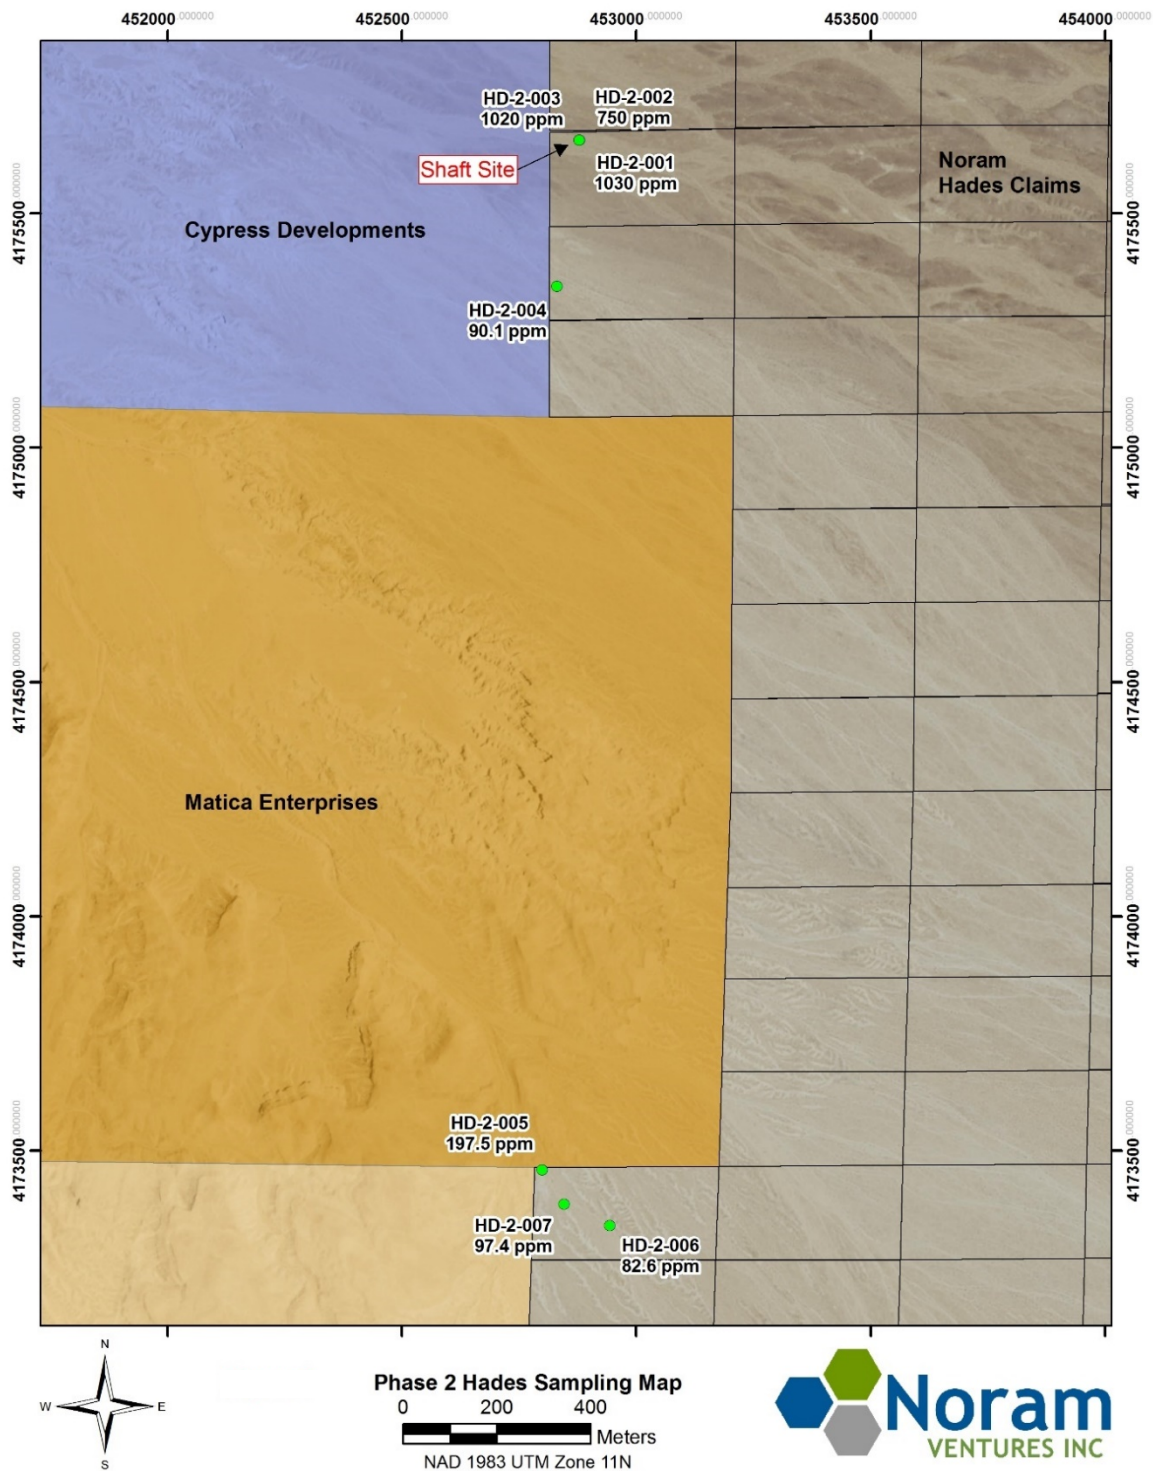 452000.000000 452500.000000 453000.000000 453500.000000 454000.000000
HD-2-003
1020 ppm
HD-2-002
750 ppm
Shaft Site
HD-2-001
1030 ppm
Noram
Hades Claims
4175500.000000
4175500.000000
Cypress Developments
HD-2-004
90.1 ppm
4175000.000000
4175000.000000
4174500.000000
4174500.000000
Matica Enterprises
4174000.000000
4174000.000000
HD-2-005
197.5 ppm
4173500.000000
4173500.000000
HD-2-007
97.4 ppm
HD-2-006
82.6 ppm
N
W E
S
Phase 2 Hades Sampling Map
0 200 400
Meters
NAD 1983 UTM Zone 11N
Noram
VENTURES INC